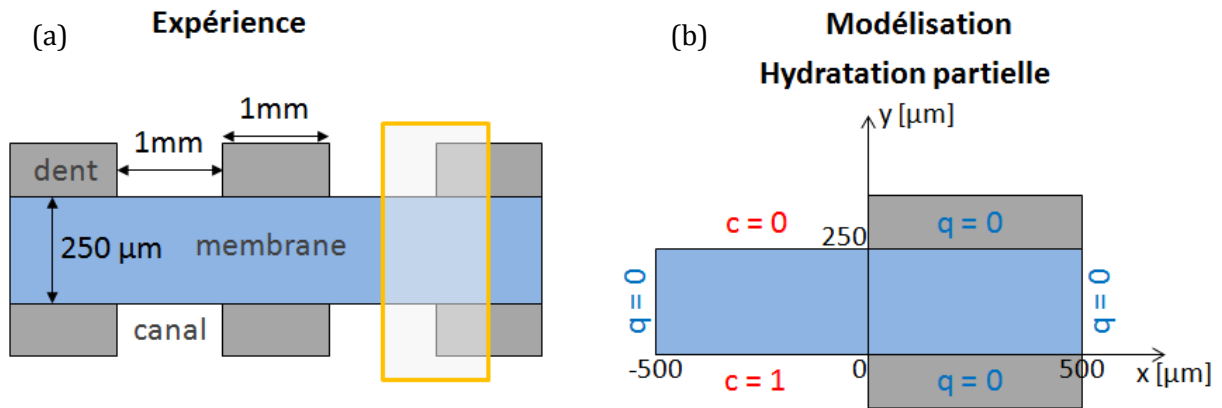 (a)
Expérience
1mm
1mm
dent
250 µm
membrane
canal
(b)
Modélisation
Hydratation partielle
y [µm]
c = 0
250
q = 0
q = 0
q = 0
-500
c = 1
0
q = 0
500
x [µm]